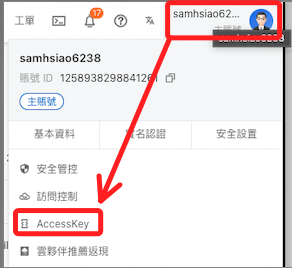 工單
17
samhsiao62...
主賬號
samhsiao6238
samhsiao6238
賬號 ID 1258938298841261
主賬號
基本資料
實名認證
安全設置
安全管控
訪問控制
AccessKey
雲夥伴推薦返現